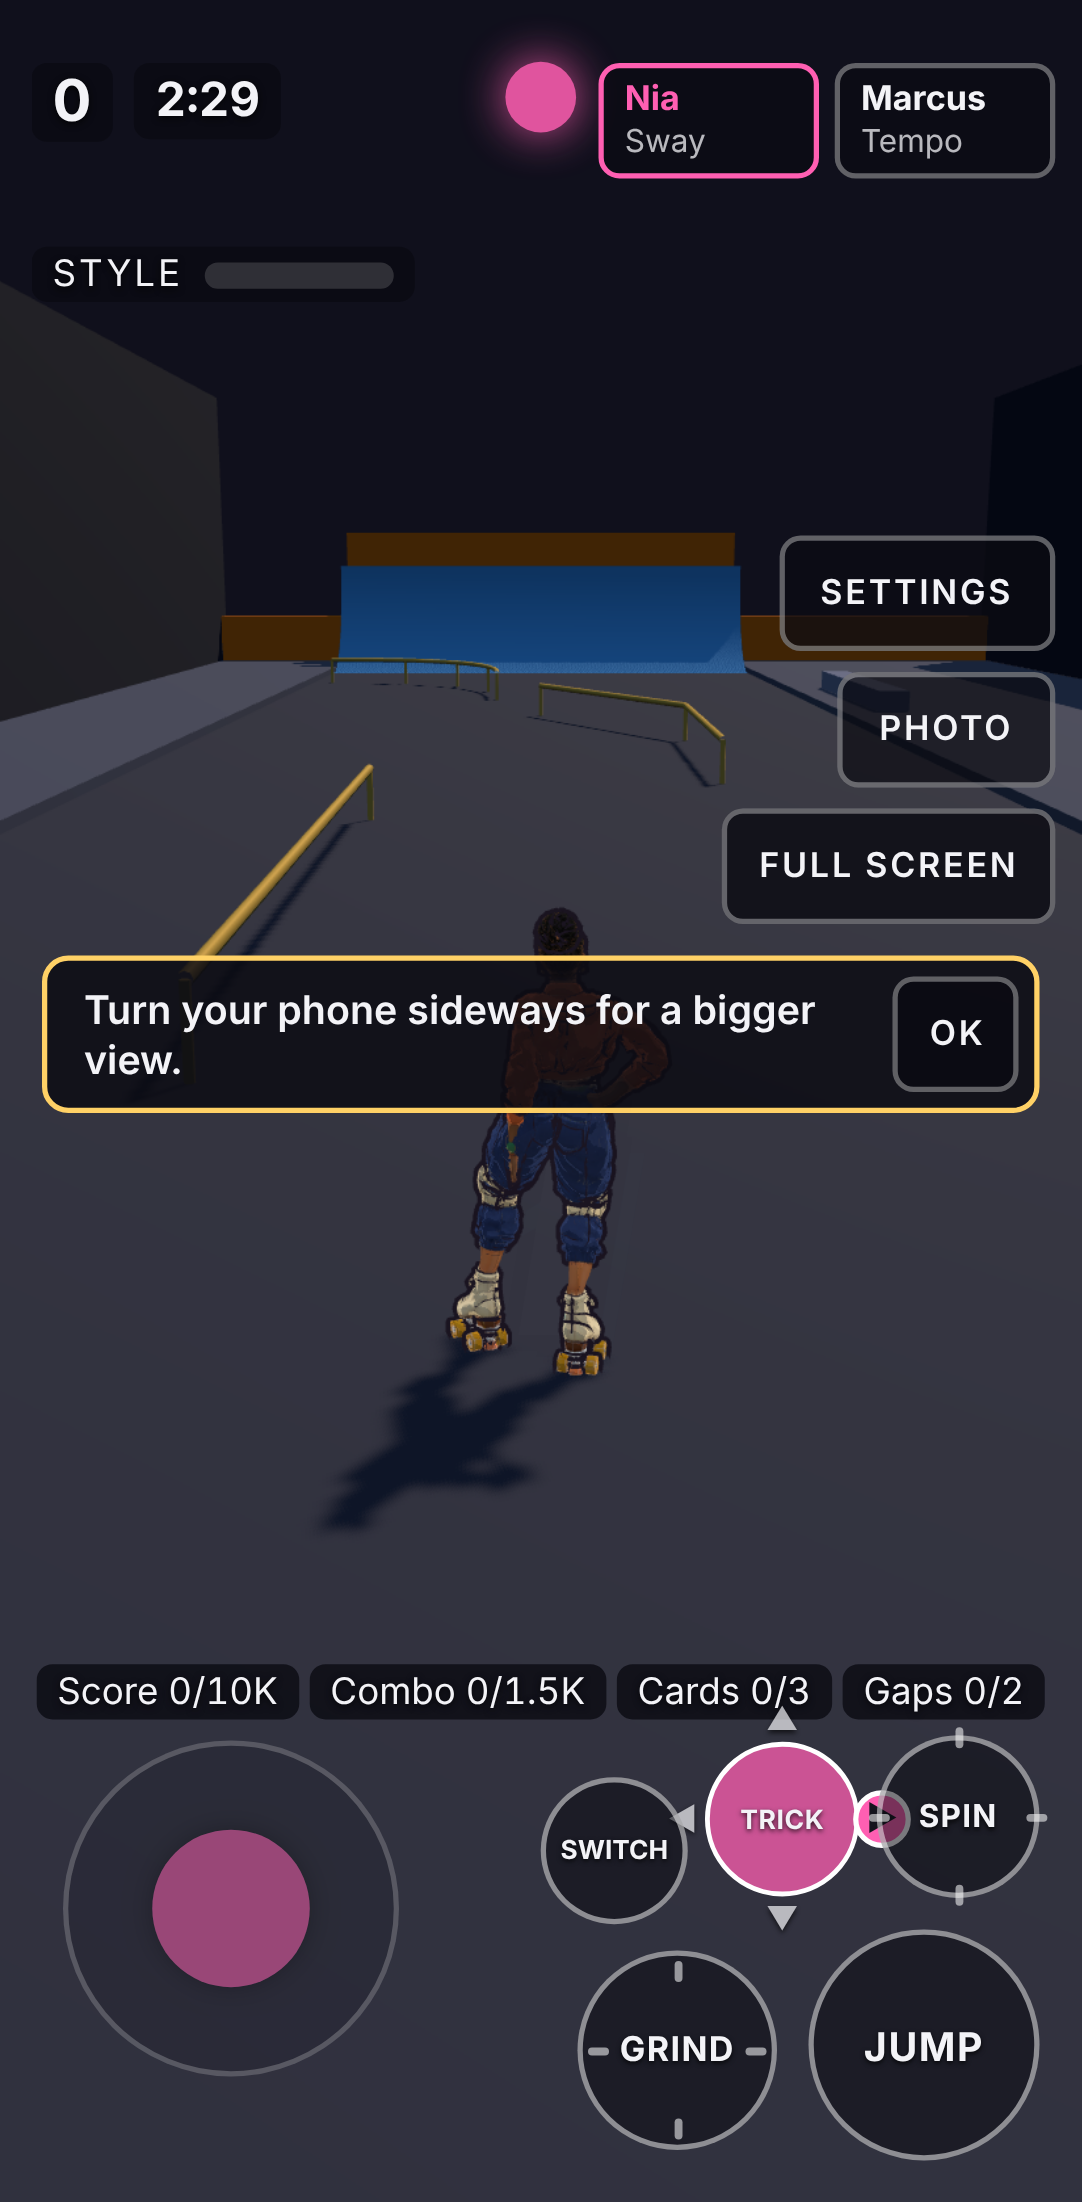 0
2:29
Nia
Sway
Marcus
Tempo
STYLE
SETTINGS
PHOTO
FULL SCREEN
Turn your phone sideways for a bigger
view.
OK
Score 0/10K
Combo 0/1.5K
Cards 0/3
Gaps 0/2
SWITCH
TRICK
SPIN
GRIND
JUMP